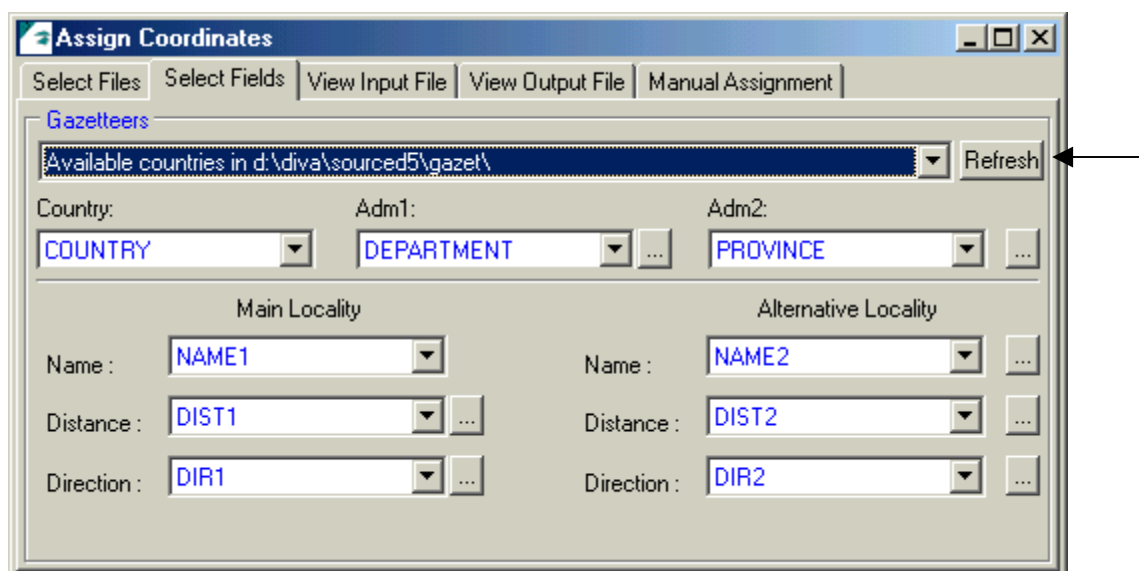 Assign Coordinates
Select Files Select Fields View Input File View Output File Manual Assignment
Gazetteers
Available countries in d:\diva\sourced5\gazet\ Refresh
Country: Adm1: Adm2:
COUNTRY DEPARTMENT ... PROVINCE ...
Main Locality Alternative Locality
Name : NAME1 Name : NAME2 ...
Distance : DIST1 ... Distance : DIST2 ...
Direction : DIR1 ... Direction : DIR2 ...